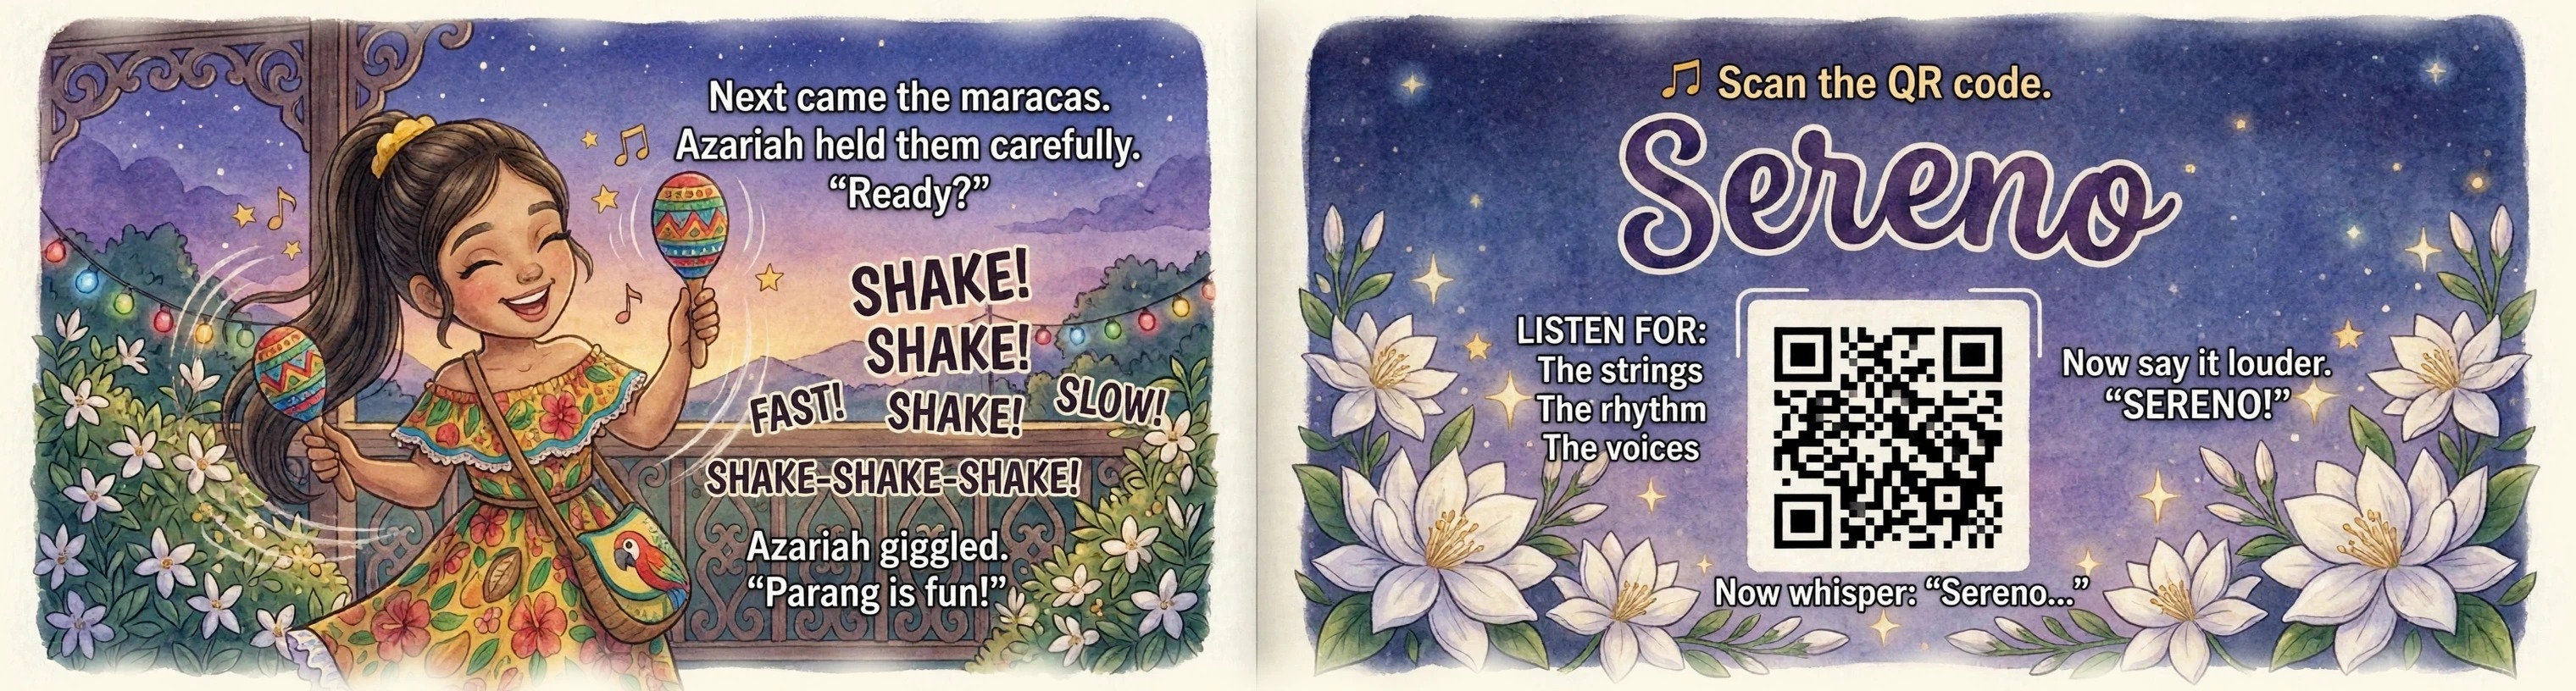 Next came the maracas.
Azariah held them carefully.
“Ready?”
SHAKE!
SHAKE!
FAST! SHAKE! SLOW!
SHAKE-SHAKE-SHAKE!
Azariah giggled.
“Parang is fun!”
Scan the QR code.
Sereno
LISTEN FOR:
The strings
The rhythm
The voices
Now say it louder.
“SERENO!”
Now whisper: “Sereno...”